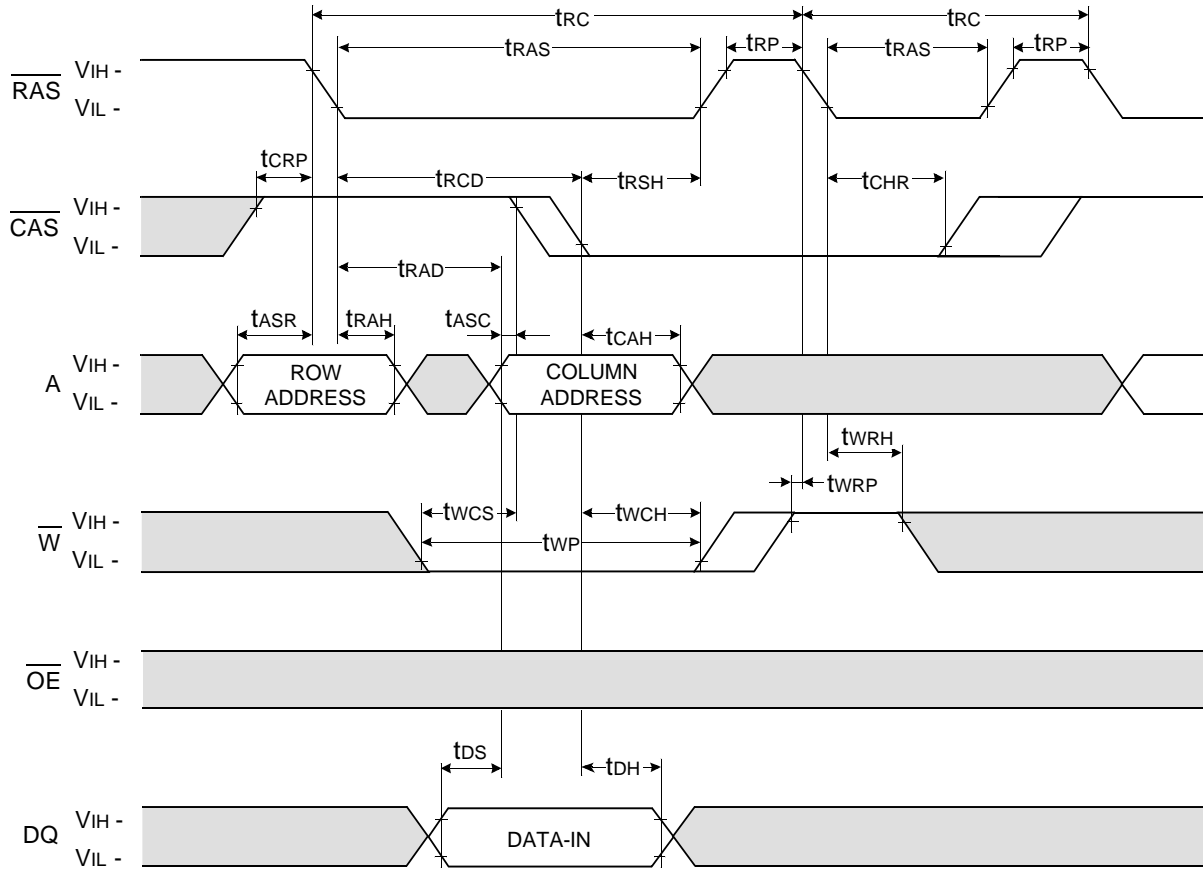 tRC tRC
tRAS tRP tRAS tRP
RAS VIH -
VIL -
tCRP tRCD tRSH tCHR
CAS VIH -
VIL -
tRAD
tASR tRAH tASC tCAH
A VIH -
VIL -
ROW
ADDRESS
COLUMN
ADDRESS
tWRH
tWRP
tWCS tWCH
W VIH -
VIL -
tWP
OE VIH -
VIL -
tDS tDH
DQ VIH -
VIL -
DATA-IN